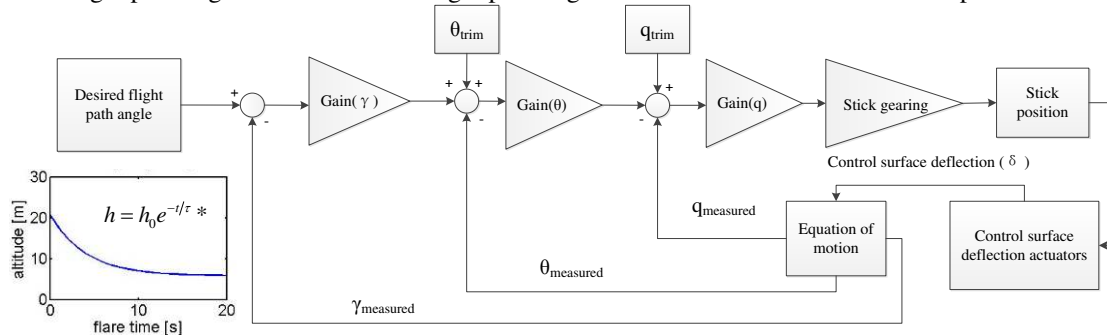 θtrim
qtrim
Desired flight
path angle
+
-
Gain(γ)
+
+
-
Gain(θ)
+
-
Gain(q)
Stick gearing
Stick
position
Control surface deflection (δ)
30
20
10
0
altitude [m]
h = h₀e^{-t/τ} *
0
10
20
flare time [s]
qmeasured
θmeasured
γmeasured
Equation of
motion
Control surface
deflection actuators